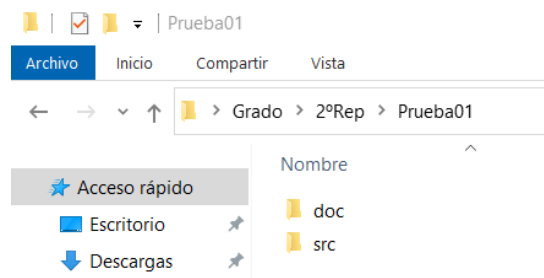 Prueba01
Archivo Inicio Compartir Vista
Grado > 2ºRep > Prueba01
Nombre
Acceso rápido
doc
Escritorio
src
Descargas